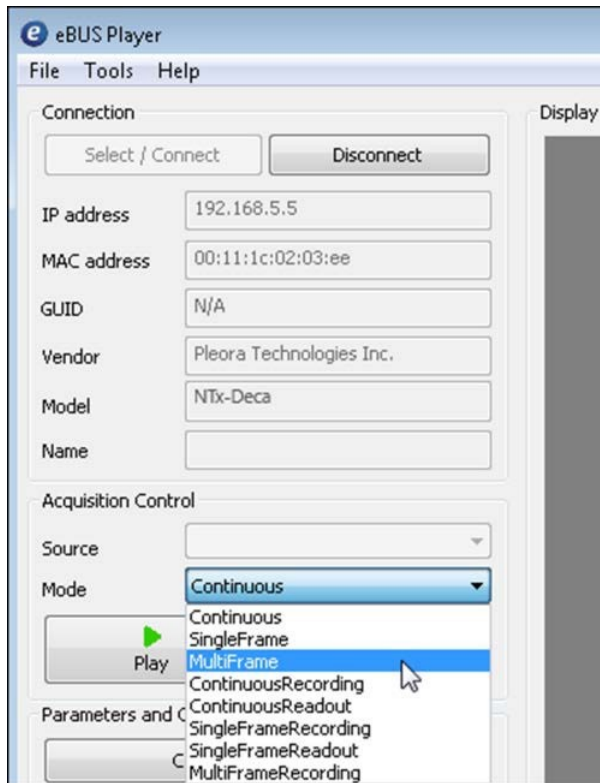 eBUS Player
File Tools Help
Connection
Display
Select / Connect
Disconnect
IP address
192.168.5.5
MAC address
00:11:1c:02:03:ee
GUID
N/A
Vendor
Pleora Technologies Inc.
Model
NTx-Deca
Name
Acquisition Control
Source
Mode
Continuous
Continuous
SingleFrame
MultiFrame
ContinuousRecording
ContinuousReadout
SingleFrameRecording
SingleFrameReadout
MultiFrameRecording
Play
Parameters and C
C